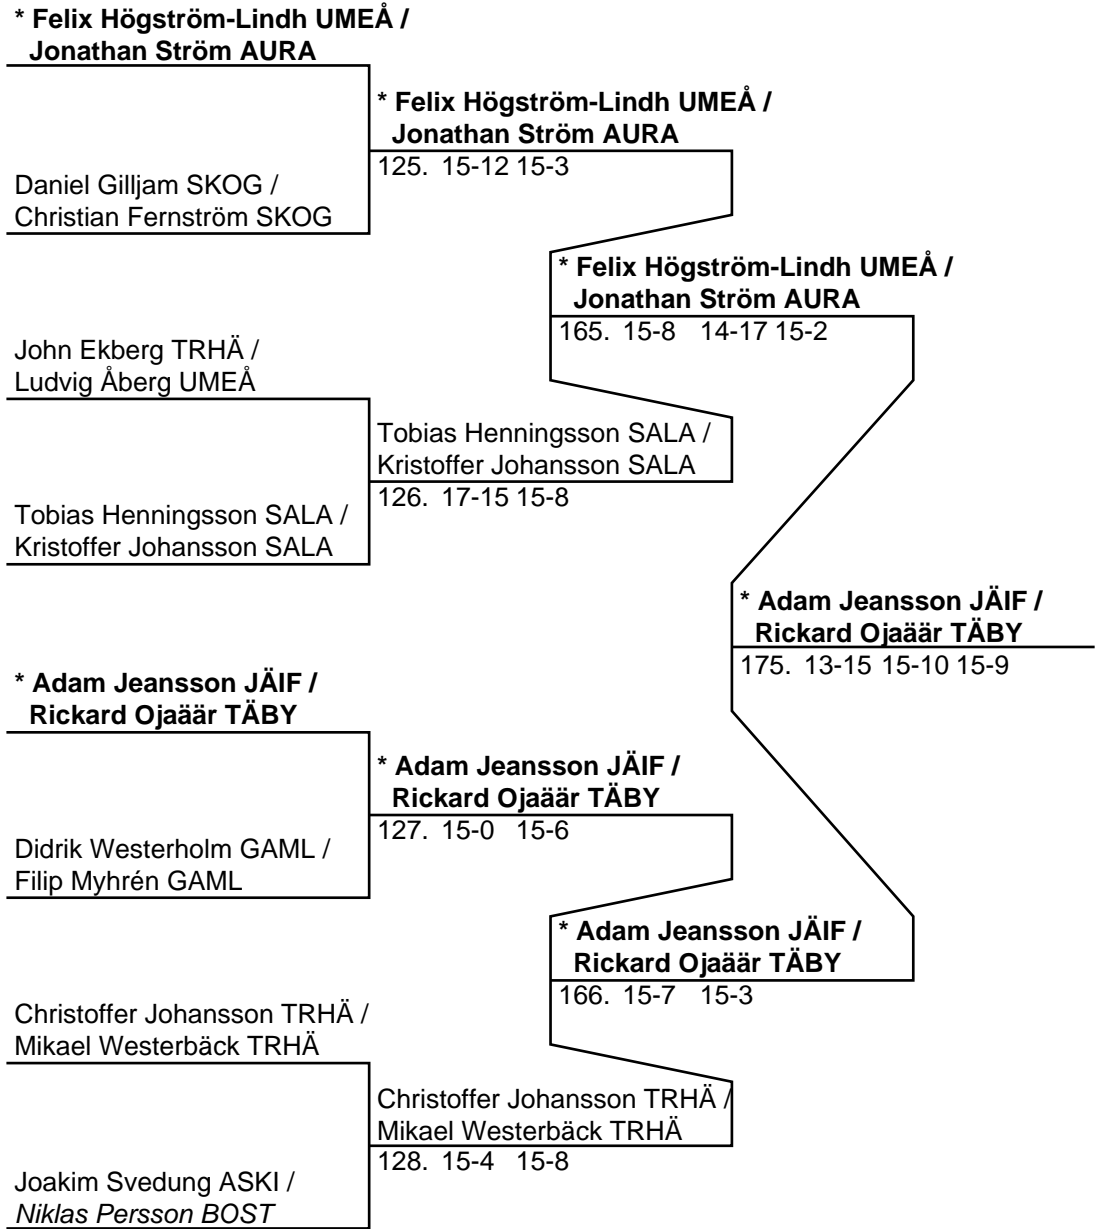 * Felix Högström-Lindh UMEÅ /
Jonathan Ström AURA
* Felix Högström-Lindh UMEÅ /
Jonathan Ström AURA
125. 15-12 15-3
Daniel Gilljam SKOG /
Christian Fernström SKOG
* Felix Högström-Lindh UMEÅ /
Jonathan Ström AURA
165. 15-8 14-17 15-2
John Ekberg TRHÄ /
Ludvig Åberg UMEÅ
Tobias Henningsson SALA /
Kristoffer Johansson SALA
126. 17-15 15-8
Tobias Henningsson SALA /
Kristoffer Johansson SALA
* Adam Jeansson JÄIF /
Rickard Ojaäär TÄBY
175. 13-15 15-10 15-9
* Adam Jeansson JÄIF /
Rickard Ojaäär TÄBY
* Adam Jeansson JÄIF /
Rickard Ojaäär TÄBY
127. 15-0 15-6
Didrik Westerholm GAML /
Filip Myhrén GAML
* Adam Jeansson JÄIF /
Rickard Ojaäär TÄBY
166. 15-7 15-3
Christoffer Johansson TRHÄ /
Mikael Westerbäck TRHÄ
Christoffer Johansson TRHÄ /
Mikael Westerbäck TRHÄ
128. 15-4 15-8
Joakim Svedung ASKI /
Niklas Persson BOST